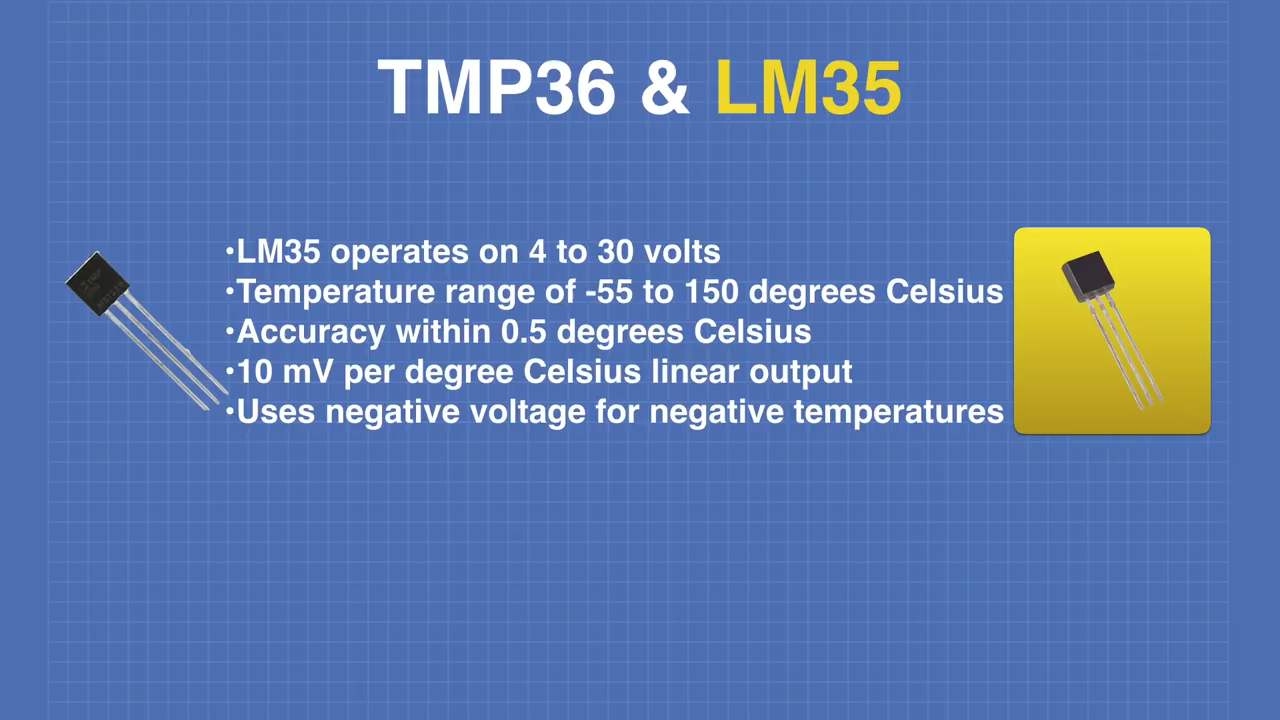 TMP36 & LM35
•LM35 operates on 4 to 30 volts
•Temperature range of -55 to 150 degrees Celsius
•Accuracy within 0.5 degrees Celsius
•10 mV per degree Celsius linear output
•Uses negative voltage for negative temperatures